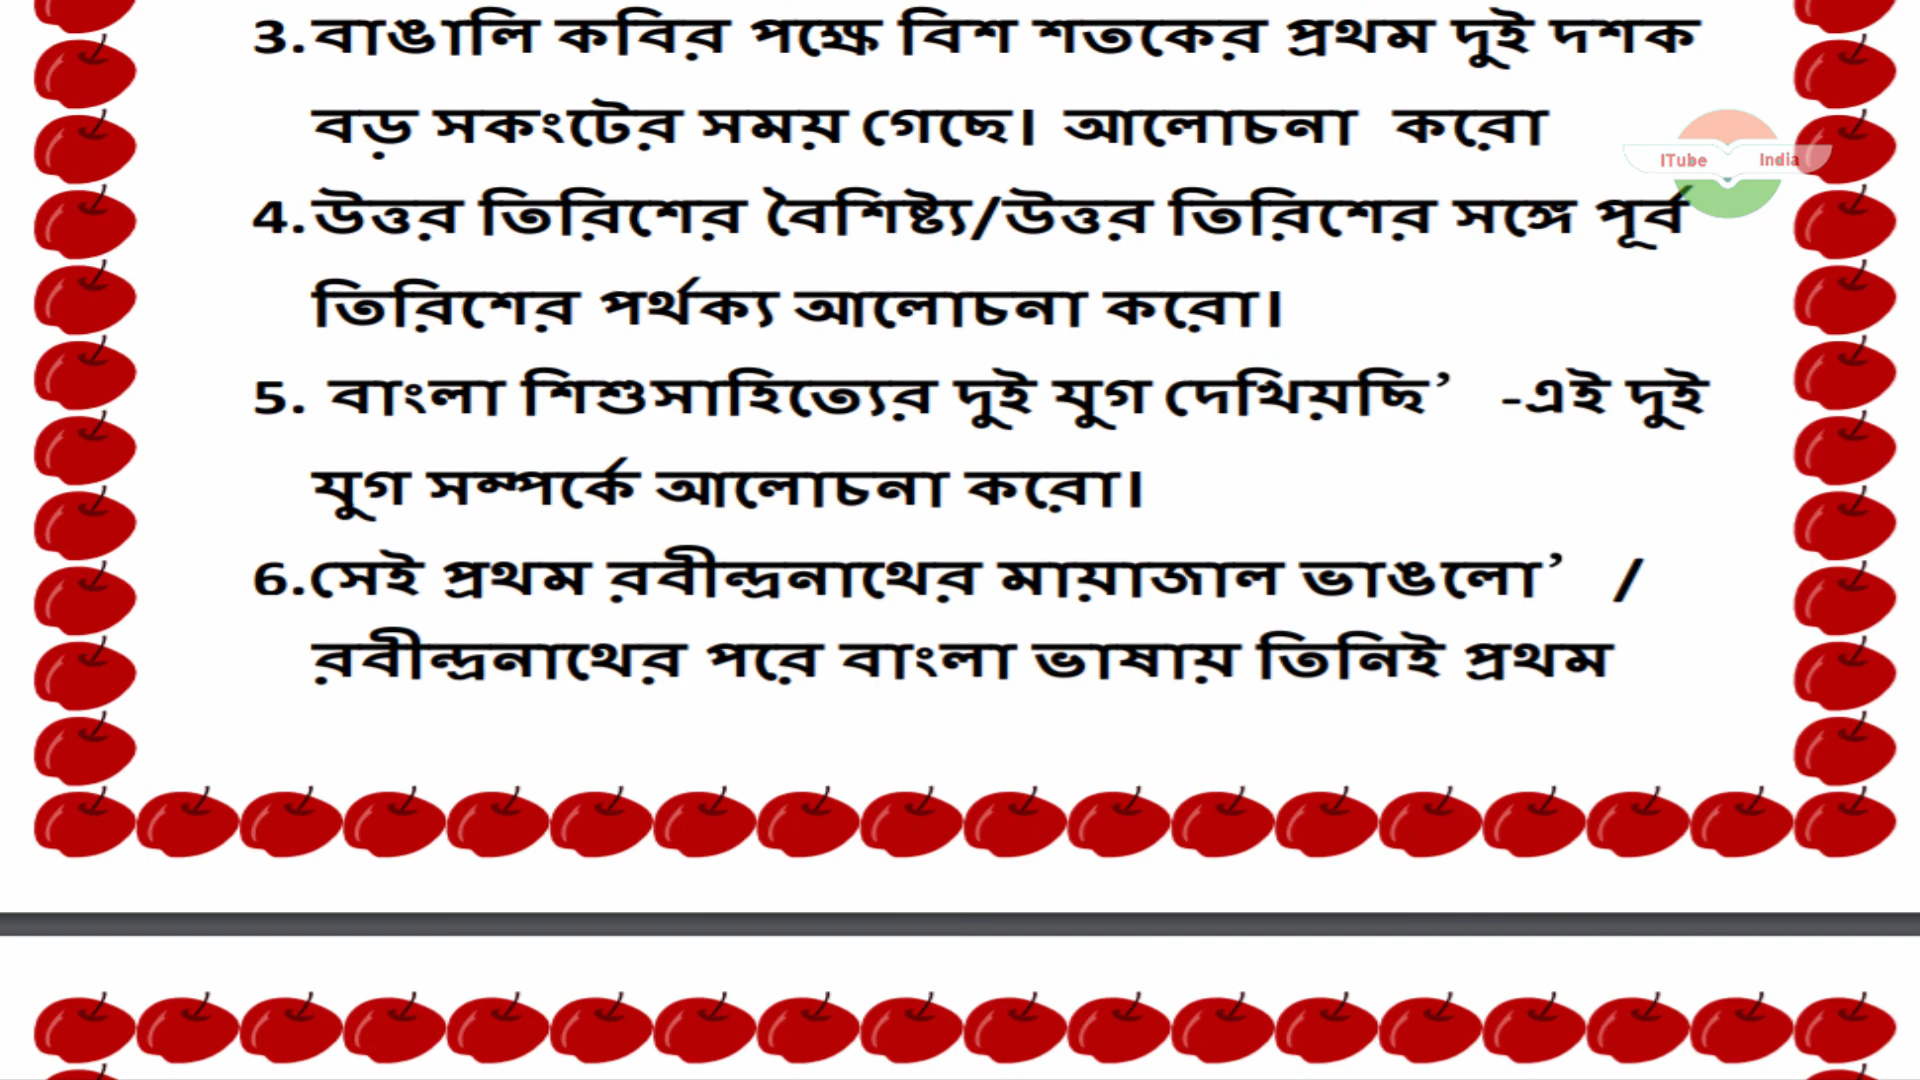 3.বাঙালি কবির পক্ষে বিশ শতকের প্রথম দুই দশক
বড় সকংটের সময় গেছে। আলোচনা করো
ITube India
4.উত্তর তিরিশের বৈশিষ্ট্য/উত্তর তিরিশের সঙ্গে পূর্ব
তিরিশের পর্থক্য আলোচনা করো।
5. বাংলা শিশুসাহিত্যের দুই যুগ দেখিয়ছি’ -এই দুই
যুগ সম্পর্কে আলোচনা করো।
6.সেই প্রথম রবীন্দ্রনাথের মায়াজাল ভাঙলো’ /
রবীন্দ্রনাথের পরে বাংলা ভাষায় তিনিই প্রথম